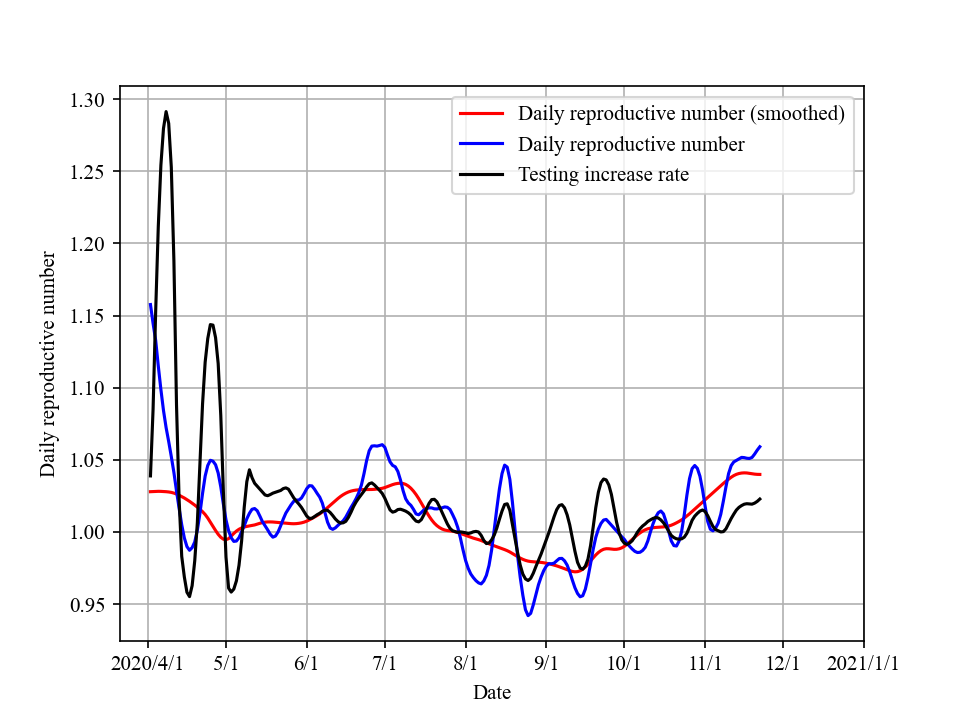 Daily reproductive number (smoothed)
Daily reproductive number
Testing increase rate
1.30
1.25
1.20
1.15
1.10
1.05
1.00
0.95
Daily reproductive number
2020/4/1 5/1 6/1 7/1 8/1 9/1 10/1 11/1 12/1 2021/1/1
Date